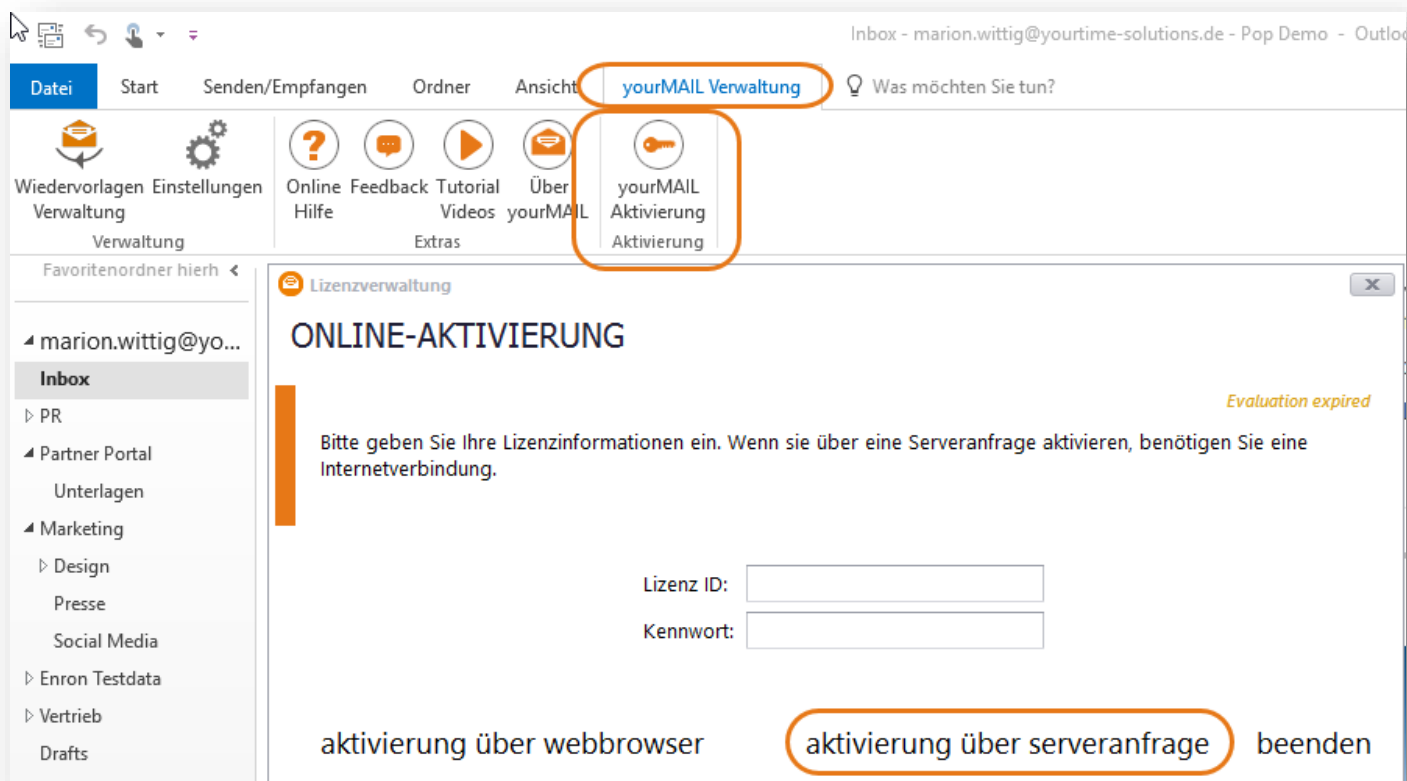 Inbox - marion.wittig@yourtime-solutions.de - Pop Demo - Outloo
Datei Start Senden/Empfangen Ordner Ansicht yourMAIL Verwaltung Was möchten Sie tun?
Wiedervorlagen Einstellungen Online Feedback Tutorial Über yourMAIL
Verwaltung Hilfe Videos yourMAIL Aktivierung
Verwaltung Extras Aktivierung
Favoritenordner hierh
Lizenzverwaltung
ONLINE-AKTIVIERUNG
Evaluation expired
Bitte geben Sie Ihre Lizenzinformationen ein. Wenn sie über eine Serveranfrage aktivieren, benötigen Sie eine
Internetverbindung.
Lizenz ID:
Kennwort:
aktivierung über webbrowser aktivierung über serveranfrage beenden
marion.wittig@yo...
Inbox
PR
Partner Portal
Unterlagen
Marketing
Design
Presse
Social Media
Enron Testdata
Vertrieb
Drafts